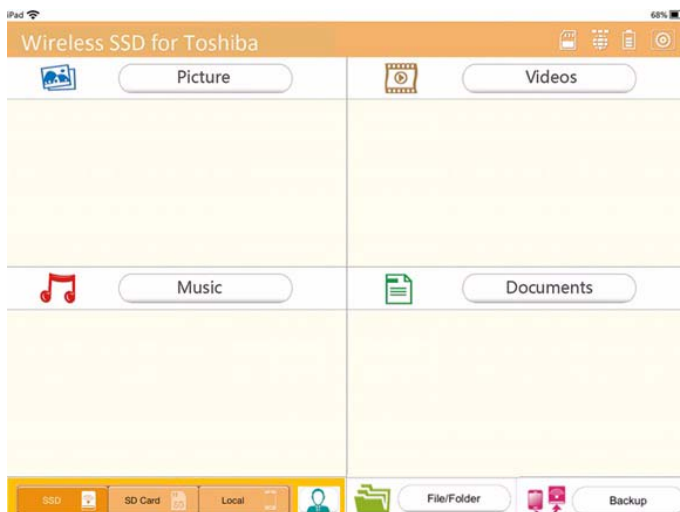 iPad 68%
Wireless SSD for Toshiba
Picture Videos
Music Documents
SSD SD Card Local File/Folder Backup